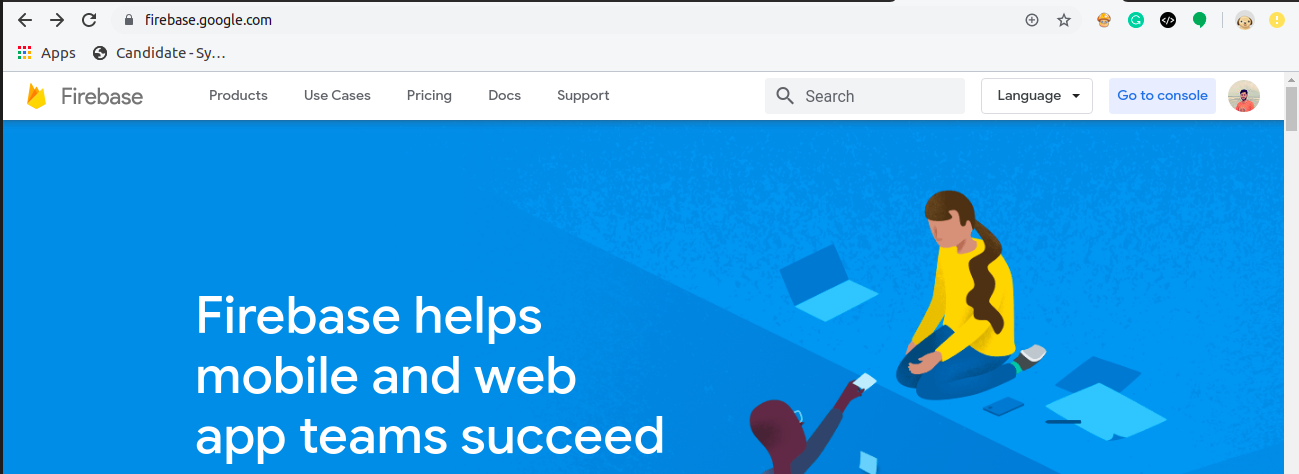 firebase.google.com
Apps Candidate - Sy...
Firebase Products Use Cases Pricing Docs Support Search Language Go to console
Firebase helps
mobile and web
app teams succeed